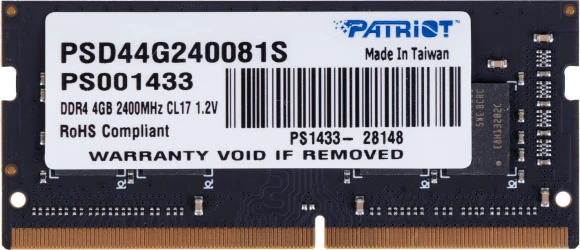 PATRIOT
PSD44G240081S
Made In Taiwan
PS001433
DDR4 4GB 2400MHz CL17 1.2V
RoHS Compliant
PS1433- 28148
WARRANTY VOID IF REMOVED